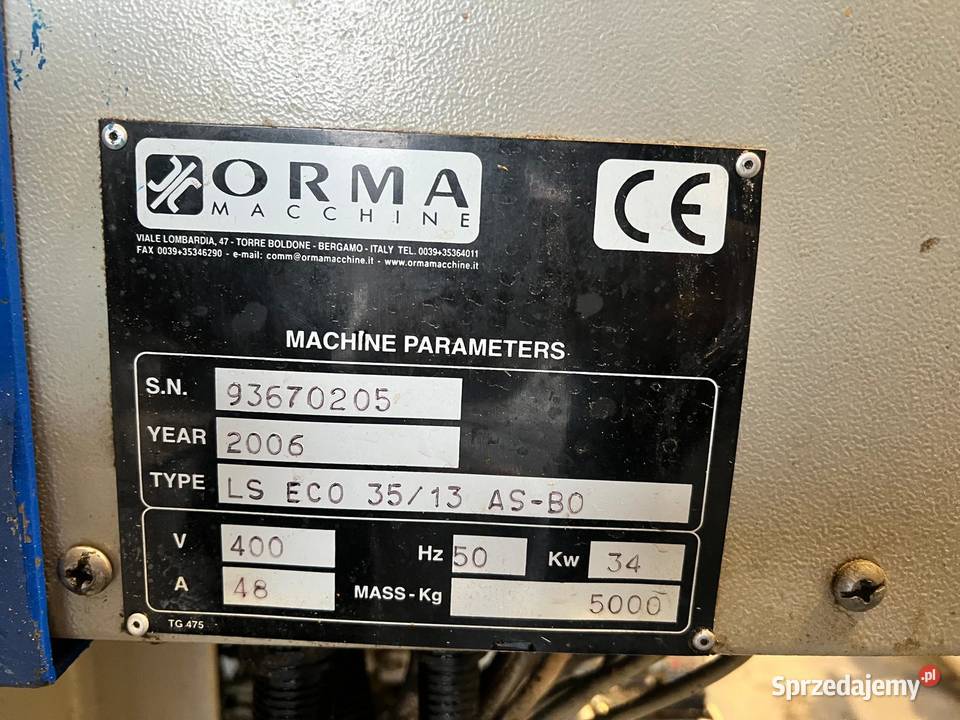 ORMA
MACCHINE
CE
VIALE LOMBARDIA, 47 - TORRE BOLDONE - BERGAMO - ITALY TEL. 0039+35364011
FAX 0039+35346290 - e-mail: comm@ormamacchine.it - www.ormamacchine.it
MACHINE PARAMETERS
S.N. 93670205
YEAR 2006
TYPE LS ECO 35/13 AS-BO
V 400 Hz 50 Kw 34
A 48 MASS-Kg 5000
TG 475
Sprzedajemy.pl